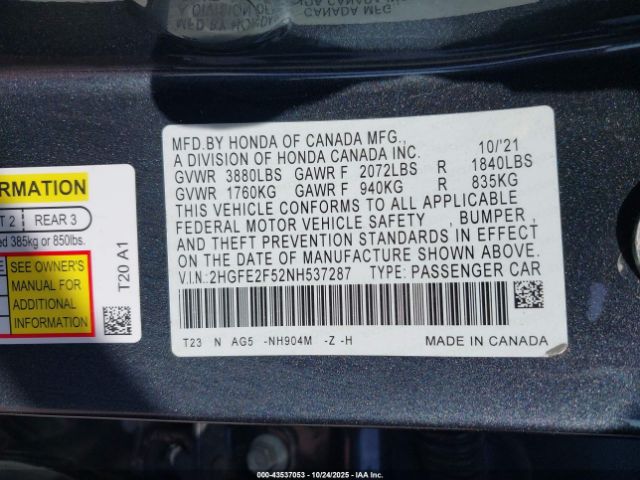 CANADA MFG
MFD.BY HONDA OF CANADA MFG., 10/'21
A DIVISION OF HONDA CANADA INC.
GVWR 3880LBS GAWR F 2072LBS R 1840LBS
GVWR 1760KG GAWR F 940KG R 835KG
THIS VEHICLE CONFORMS TO ALL APPLICABLE
FEDERAL MOTOR VEHICLE SAFETY , BUMPER ,
AND THEFT PREVENTION STANDARDS IN EFFECT
ON THE DATE OF MANUFACTURE SHOWN ABOVE.
V.I.N: 2HGFE2F52NH537287 TYPE: PASSENGER CAR
T23 N AG5 -NH904M -Z -H MADE IN CANADA
REAR 3
385kg or 850lbs.
SEE OWNER'S
MANUAL FOR
ADDITIONAL
INFORMATION
T20 A1
000-43537053 — 10/24/2025 - IAA Inc.